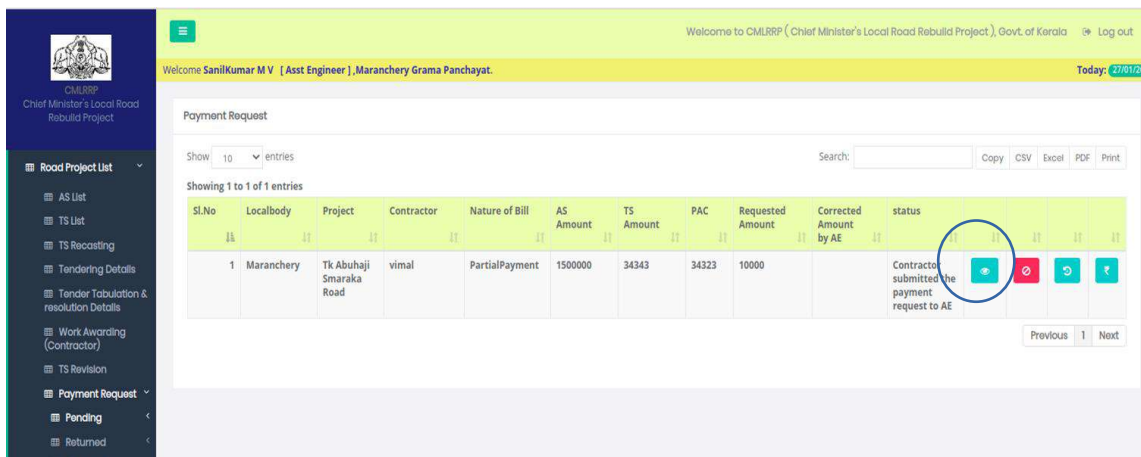 Welcome to CMLRRP ( Chief Minister's Local Road Rebuild Project ), Govt. of Kerala Log out
Welcome SanilKumar M V [ Asst Engineer ] ,Maranchery Grama Panchayat. Today: 27/01/2
CMLRRP
Chief Minister's Local Road
Rebuild Project
Payment Request
Road Project List
Show 10 entries Search: Copy CSV Excel PDF Print
Showing 1 to 1 of 1 entries
AS List
TS List
TS Recasting
Tendering Details
Tender Tabulation &
resolution Details
Work Awarding
(Contractor)
TS Revision
Payment Request
Pending
Returned
Sl.No Localbody Project Contractor Nature of Bill AS Amount TS Amount PAC Requested Amount Corrected Amount by AE status
1 Maranchery Tk Abuhaji Smaraka Road vimal PartialPayment 1500000 34343 34323 10000 Contractor submitted the payment request to AE ₹
Previous 1 Next